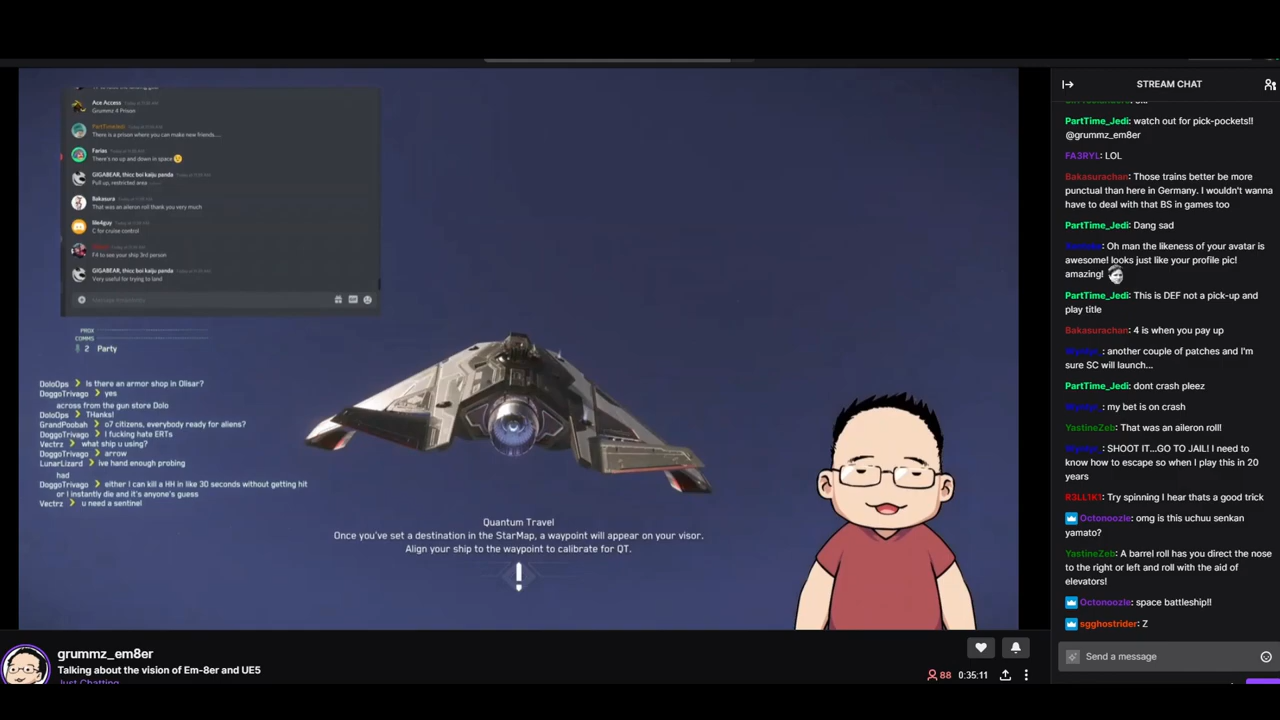 Ace Access
Grummz 4 Prison
PartTimeJedi
There is a prison where you can make new friends....
Farias
There's no up and down in space
GIGABEAR, thicc boi kaiju panda
Pull up, restricted area
Bakasura
That was an aileron roll thank you very much
C for cruise control
F4 to see your ship 3rd person
GIGABEAR, thicc boi kaiju panda
Very useful for trying to land
PROX
COMMS
2 Party
DoloOps Is there an armor shop in Olisar?
DoggoTrivago yes
across from the gun store Dolo
DoloOps THanks!
GrandPoobah o7 citizens, everybody ready for aliens?
DoggoTrivago I fucking hate ERTs
Vectrz what ship u using?
DoggoTrivago arrow
LunarLizard Ive hand enough probing
had
DoggoTrivago either I can kill a HH in like 30 seconds without getting hit
or I instantly die and it's anyone's guess
Vectrz u need a sentinel
Quantum Travel
Once you've set a destination in the StarMap, a waypoint will appear on your visor.
Align your ship to the waypoint to calibrate for QT.
grummz_em8er
Talking about the vision of Em-8er and UE5
Just Chatting
88 0:35:11
STREAM CHAT
PartTime_Jedi: watch out for pick-pockets!!
@grummz_em8er
FA3RYL: LOL
Bakasurachan: Those trains better be more
punctual than here in Germany. I wouldn't wanna
have to deal with that BS in games too
PartTime_Jedi: Dang sad
: Oh man the likeness of your avatar is
awesome! looks just like your profile pic!
amazing!
PartTime_Jedi: This is DEF not a pick-up and
play title
Bakasurachan: 4 is when you pay up
: another couple of patches and I'm
sure SC will launch...
PartTime_Jedi: dont crash pleez
: my bet is on crash
YastineZeb: That was an aileron roll!!
: SHOOT IT...GO TO JAIL! I need to
know how to escape so when I play this in 20
years
R3LL1K1: Try spinning I hear thats a good trick
Octonoozle: omg is this uchuu senkan
yamato?
YastineZeb: A barrel roll has you direct the nose
to the right or left and roll with the aid of
elevators!
Octonoozle: space battleship!!
sgghostrider: Z
Send a message